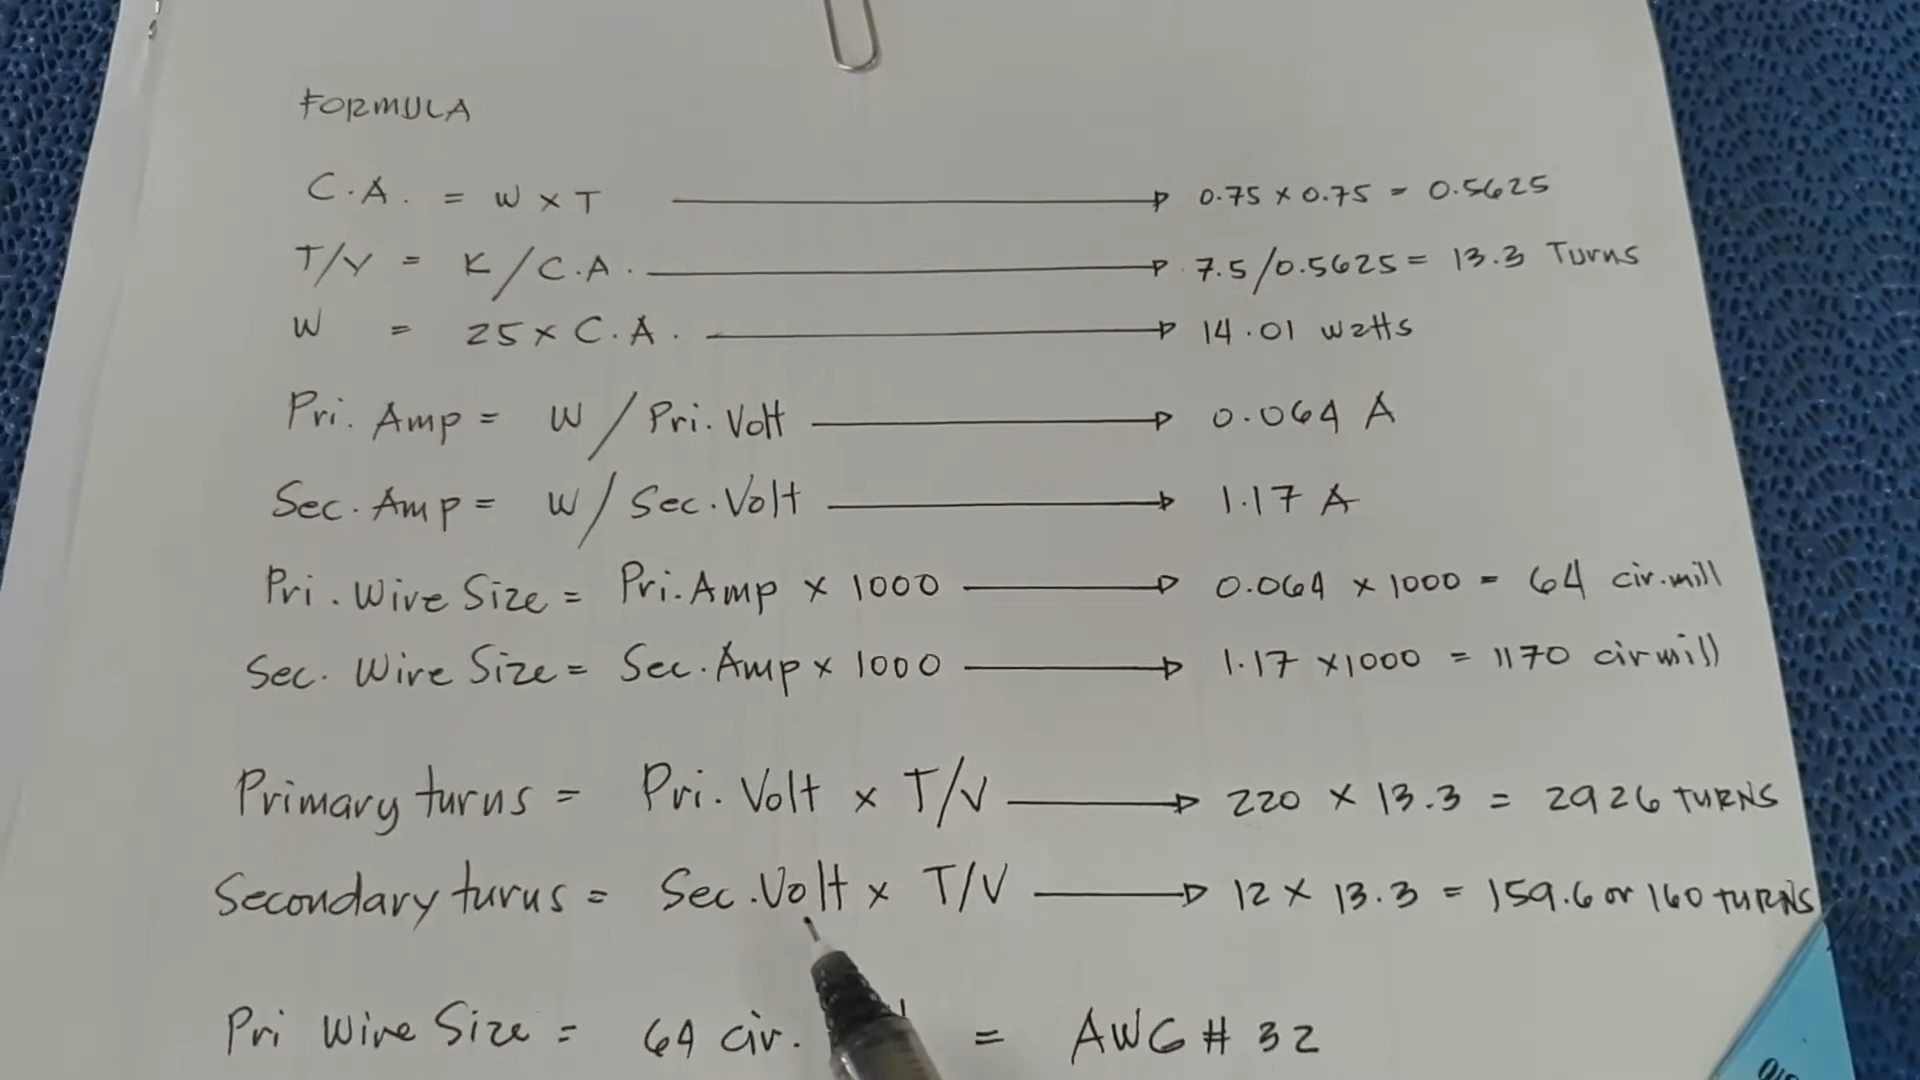 FORMULA
C.A. = W x T 0.75 x 0.75 = 0.5625
T/V = K/C.A. 7.5/0.5625 = 13.3 Turns
W = 25 x C.A. 14.01 watts
Pri. Amp = W / Pri. Volt 0.064 A
Sec. Amp = W / Sec. Volt 1.17 A
Pri. Wire Size = Pri. Amp x 1000 0.064 x 1000 = 64 cir.mill
Sec. Wire Size = Sec. Amp x 1000 1.17 x1000 = 1170 cirmill
Primary turns = Pri. Volt x T/V 220 x 13.3 = 2926 TURNS
Secondary turns = Sec. Volt x T/V 12 x 13.3 = 159.6 or 160 TURNS
Pri Wire Size = 64 cir. = AWG # 32